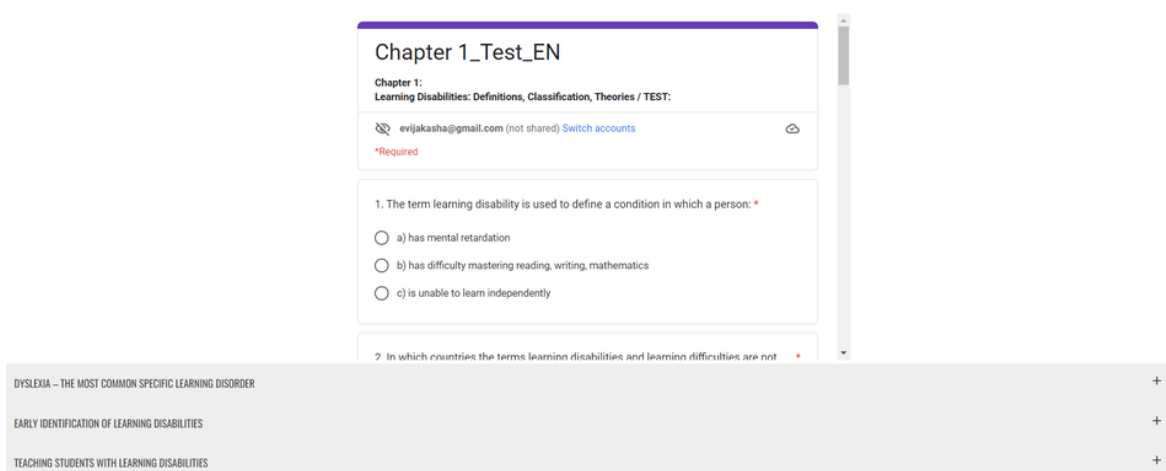 Chapter 1_Test_EN
Chapter 1:
Learning Disabilities: Definitions, Classification, Theories / TEST:
evijakasha@gmail.com (not shared) Switch accounts
*Required
1. The term learning disability is used to define a condition in which a person: *
a) has mental retardation
b) has difficulty mastering reading, writing, mathematics
c) is unable to learn independently
2. In which countries the terms learning disabilities and learning difficulties are not *
DYSLEXIA – THE MOST COMMON SPECIFIC LEARNING DISORDER +
EARLY IDENTIFICATION OF LEARNING DISABILITIES +
TEACHING STUDENTS WITH LEARNING DISABILITIES +